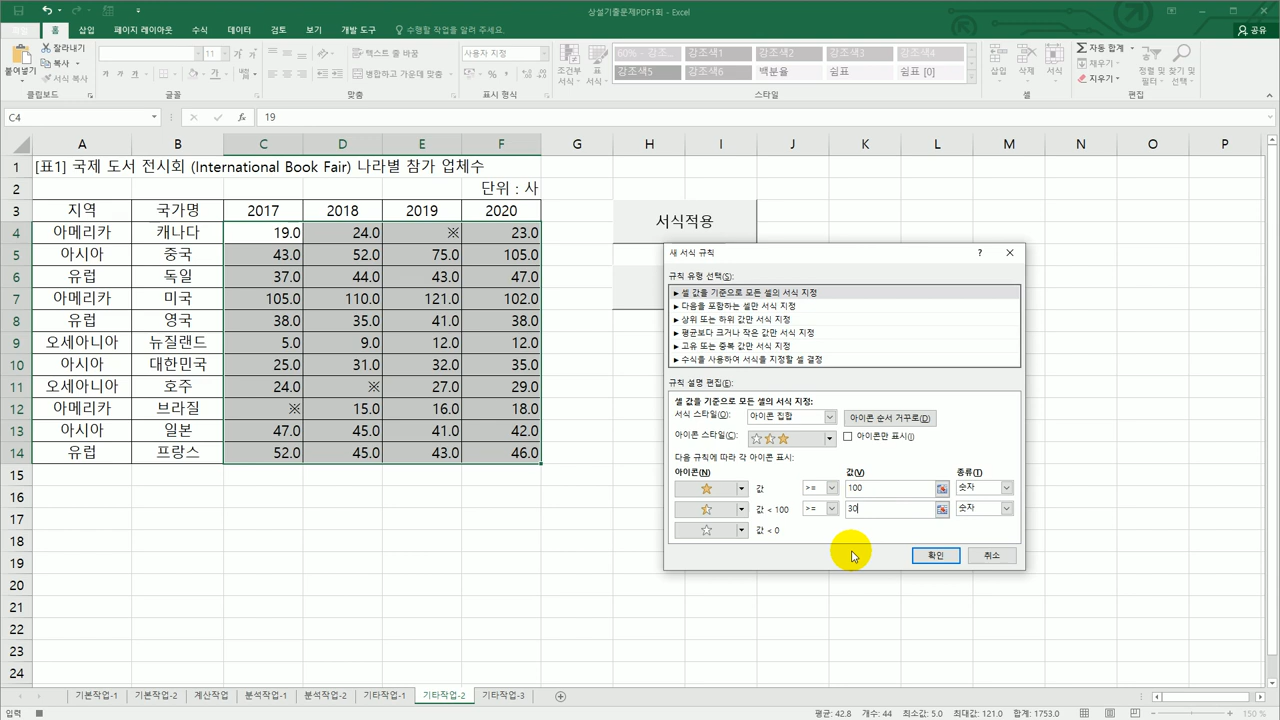 상설기출문제PDF1회 - Excel
파일 홈 삽입 페이지 레이아웃 수식 데이터 검토 보기 개발 도구 수행할 작업을 알려 주세요. 공유
붙여넣기 잘라내기 복사 서식 복사 클립보드
11 가 가 가 글꼴
텍스트 줄 바꿈 병합하고 가운데 맞춤 맞춤
사용자 지정 표시 형식
조건부 서식 표 서식 60% - 강조... 강조색1 강조색2 강조색3 강조색4
강조색5 강조색6 백분율 쉼표 쉼표 [0] 스타일
삽입 삭제 서식 셀
자동 합계 채우기 지우기 정렬 및 필터 찾기 및 선택 편집
C4 fx 19
A B C D E F G H I J K L M N O P
1 [표1] 국제 도서 전시회 (International Book Fair) 나라별 참가 업체수
2 단위 : 사
3 지역 국가명 2017 2018 2019 2020
4 아메리카 캐나다 19.0 24.0 ※ 23.0
5 아시아 중국 43.0 52.0 75.0 105.0
6 유럽 독일 37.0 44.0 43.0 47.0
7 아메리카 미국 105.0 110.0 121.0 102.0
8 유럽 영국 38.0 35.0 41.0 38.0
9 오세아니아 뉴질랜드 5.0 9.0 12.0 12.0
10 아시아 대한민국 25.0 31.0 32.0 35.0
11 오세아니아 호주 24.0 ※ 27.0 29.0
12 아메리카 브라질 ※ 15.0 16.0 18.0
13 아시아 일본 47.0 45.0 41.0 42.0
14 유럽 프랑스 52.0 45.0 43.0 46.0
15
16
17
18
19
20
21
22
23
24
서식적용
새 서식 규칙 ?
규칙 유형 선택(S):
► 셀 값을 기준으로 모든 셀의 서식 지정
► 다음을 포함하는 셀만 서식 지정
► 상위 또는 하위 값만 서식 지정
► 평균보다 크거나 작은 값만 서식 지정
► 고유 또는 중복 값만 서식 지정
► 수식을 사용하여 서식을 지정할 셀 결정
규칙 설명 편집(E):
셀 값을 기준으로 모든 셀의 서식 지정:
서식 스타일(O): 아이콘 집합 아이콘 순서 거꾸로(D)
아이콘 스타일(C): 아이콘만 표시(I)
다음 규칙에 따라 각 아이콘 표시:
아이콘(N) 값(V) 종류(T)
값 >= 100 숫자
값 < 100 >= 30 숫자
값 < 0
확인 취소
기본작업-1 기본작업-2 계산작업 분석작업-1 분석작업-2 기타작업-1 기타작업-2 기타작업-3
입력 평균: 42.8 개수: 44 최소값: 5.0 최대값: 121.0 합계: 1753.0 150 %